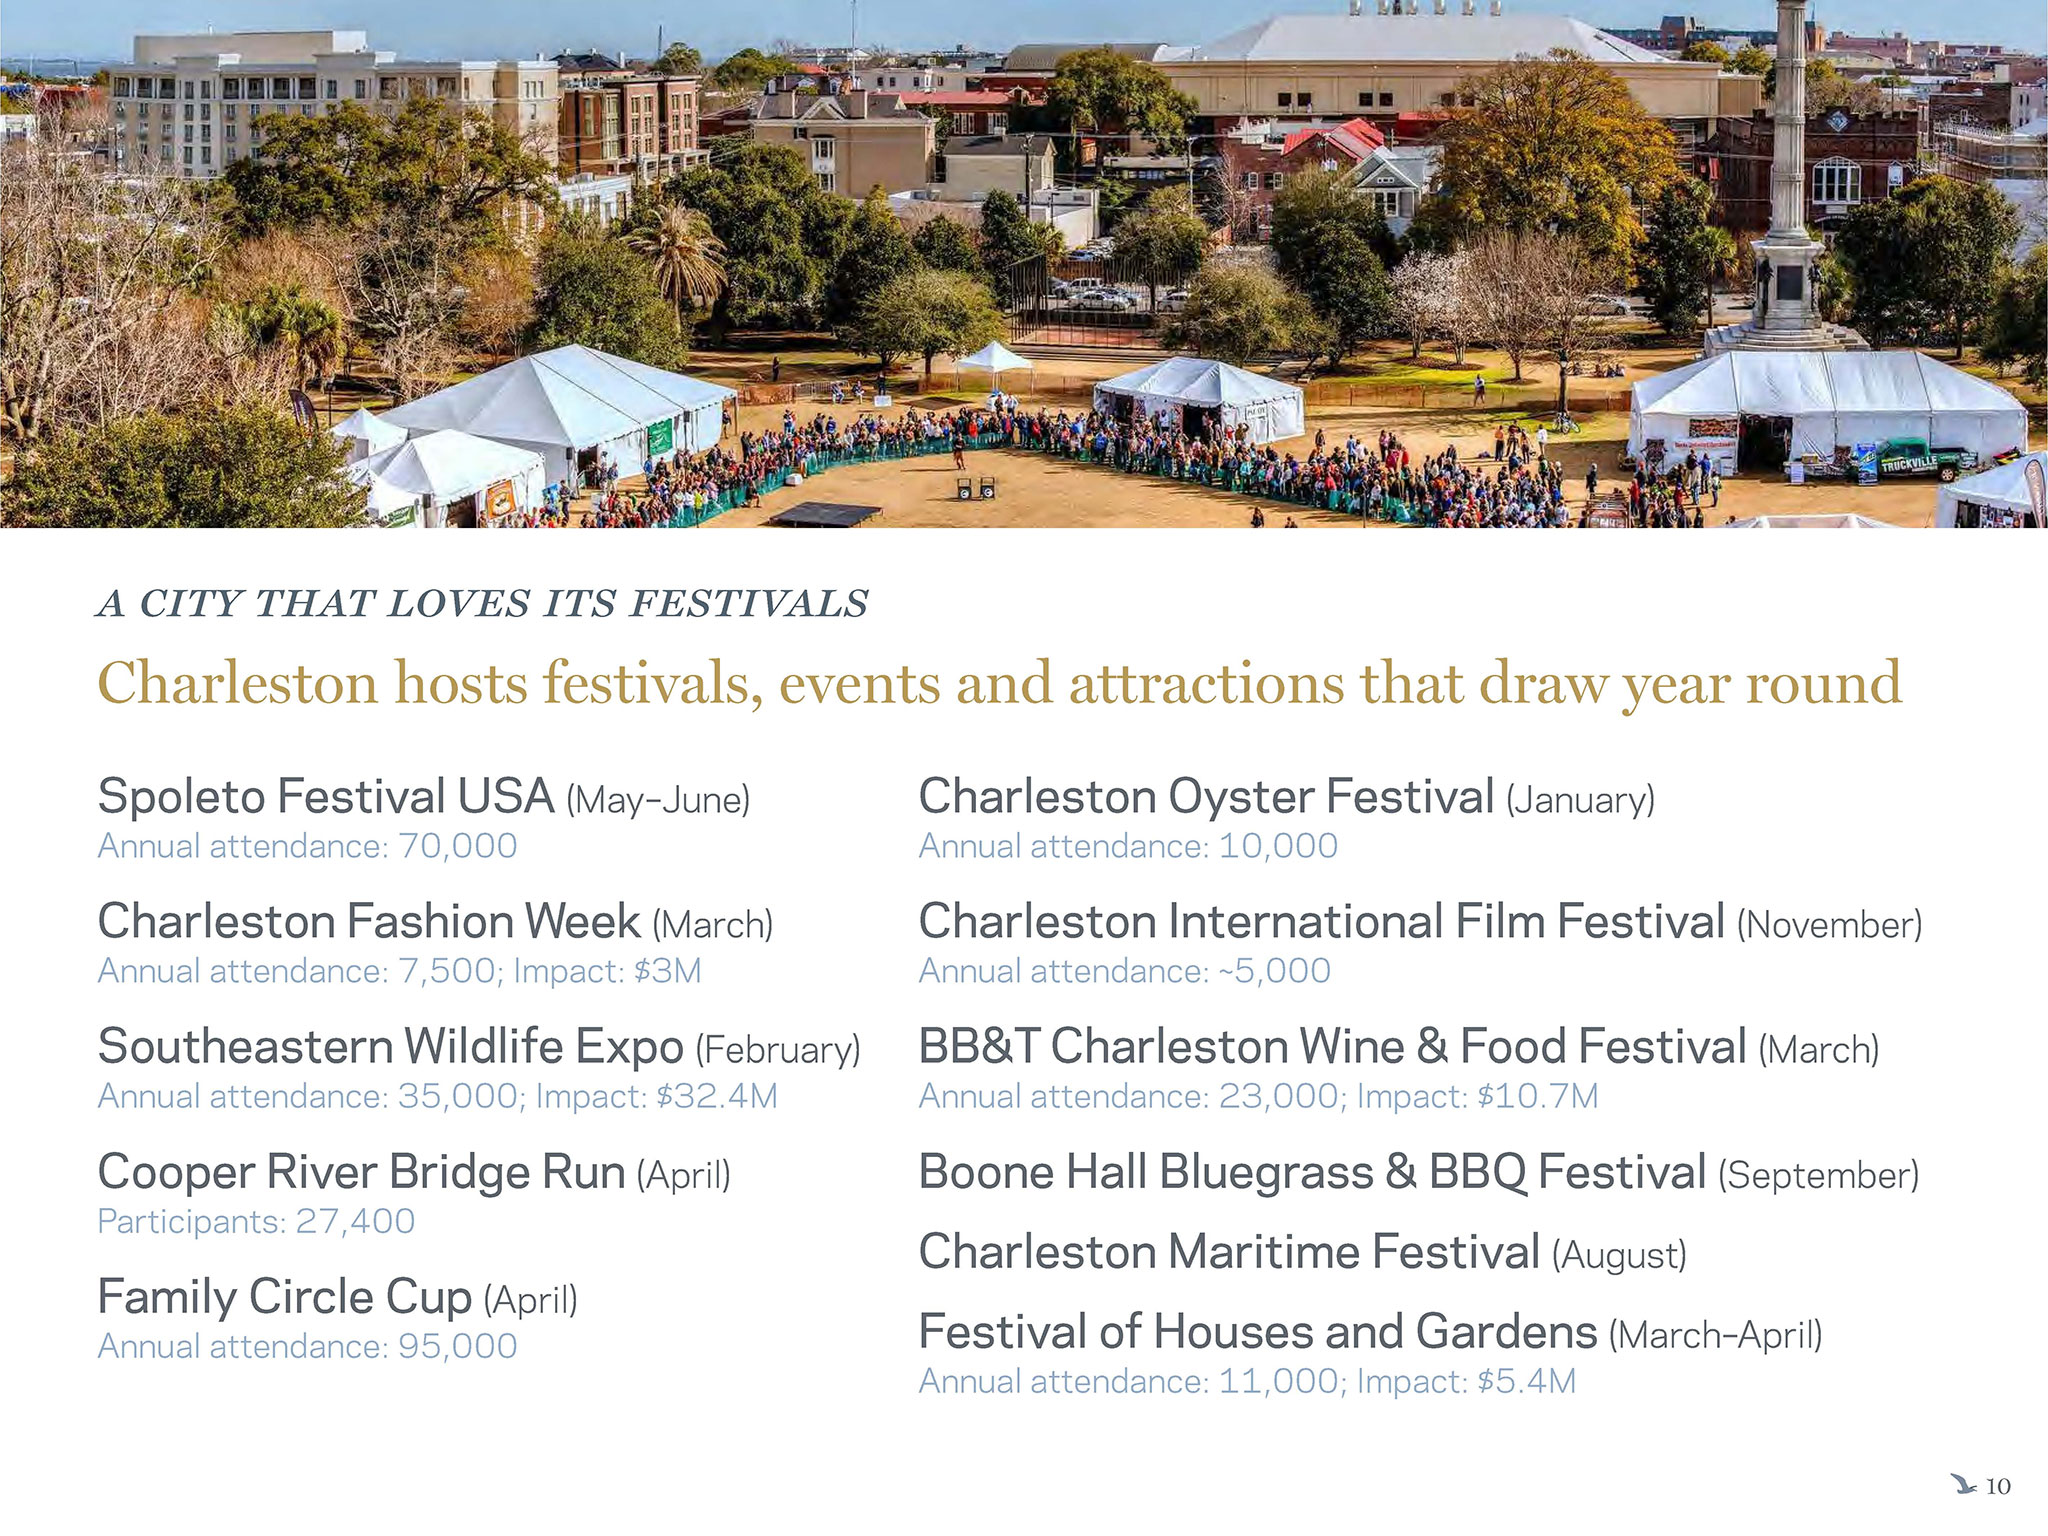 TRUCKVILLE
A CITY THAT LOVES ITS FESTIVALS
Charleston hosts festivals, events and attractions that draw year round
Spoleto Festival USA (May–June)
Annual attendance: 70,000
Charleston Fashion Week (March)
Annual attendance: 7,500; Impact: $3M
Southeastern Wildlife Expo (February)
Annual attendance: 35,000; Impact: $32.4M
Cooper River Bridge Run (April)
Participants: 27,400
Family Circle Cup (April)
Annual attendance: 95,000
Charleston Oyster Festival (January)
Annual attendance: 10,000
Charleston International Film Festival (November)
Annual attendance: ~5,000
BB&T Charleston Wine & Food Festival (March)
Annual attendance: 23,000; Impact: $10.7M
Boone Hall Bluegrass & BBQ Festival (September)
Charleston Maritime Festival (August)
Festival of Houses and Gardens (March–April)
Annual attendance: 11,000; Impact: $5.4M
10